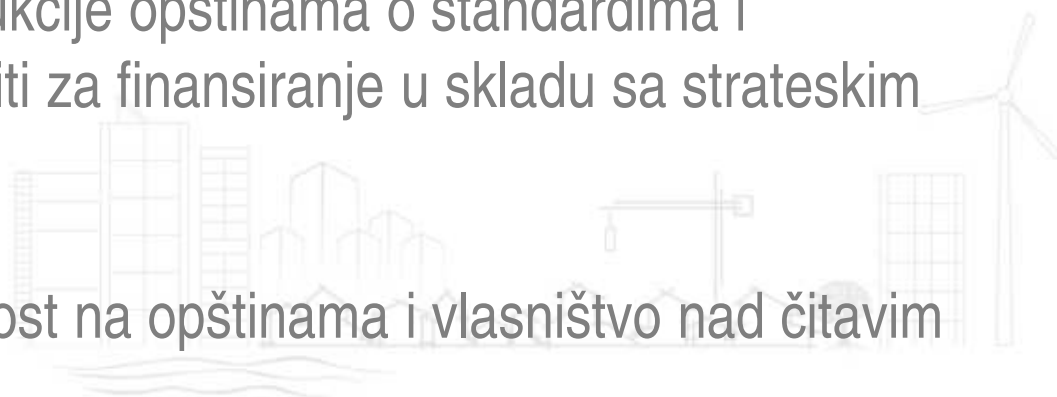 ukcije opštinama o standardima i
iti za finansiranje u skladu sa strateskim
ost na opštinama i vlasništvo nad čitavim